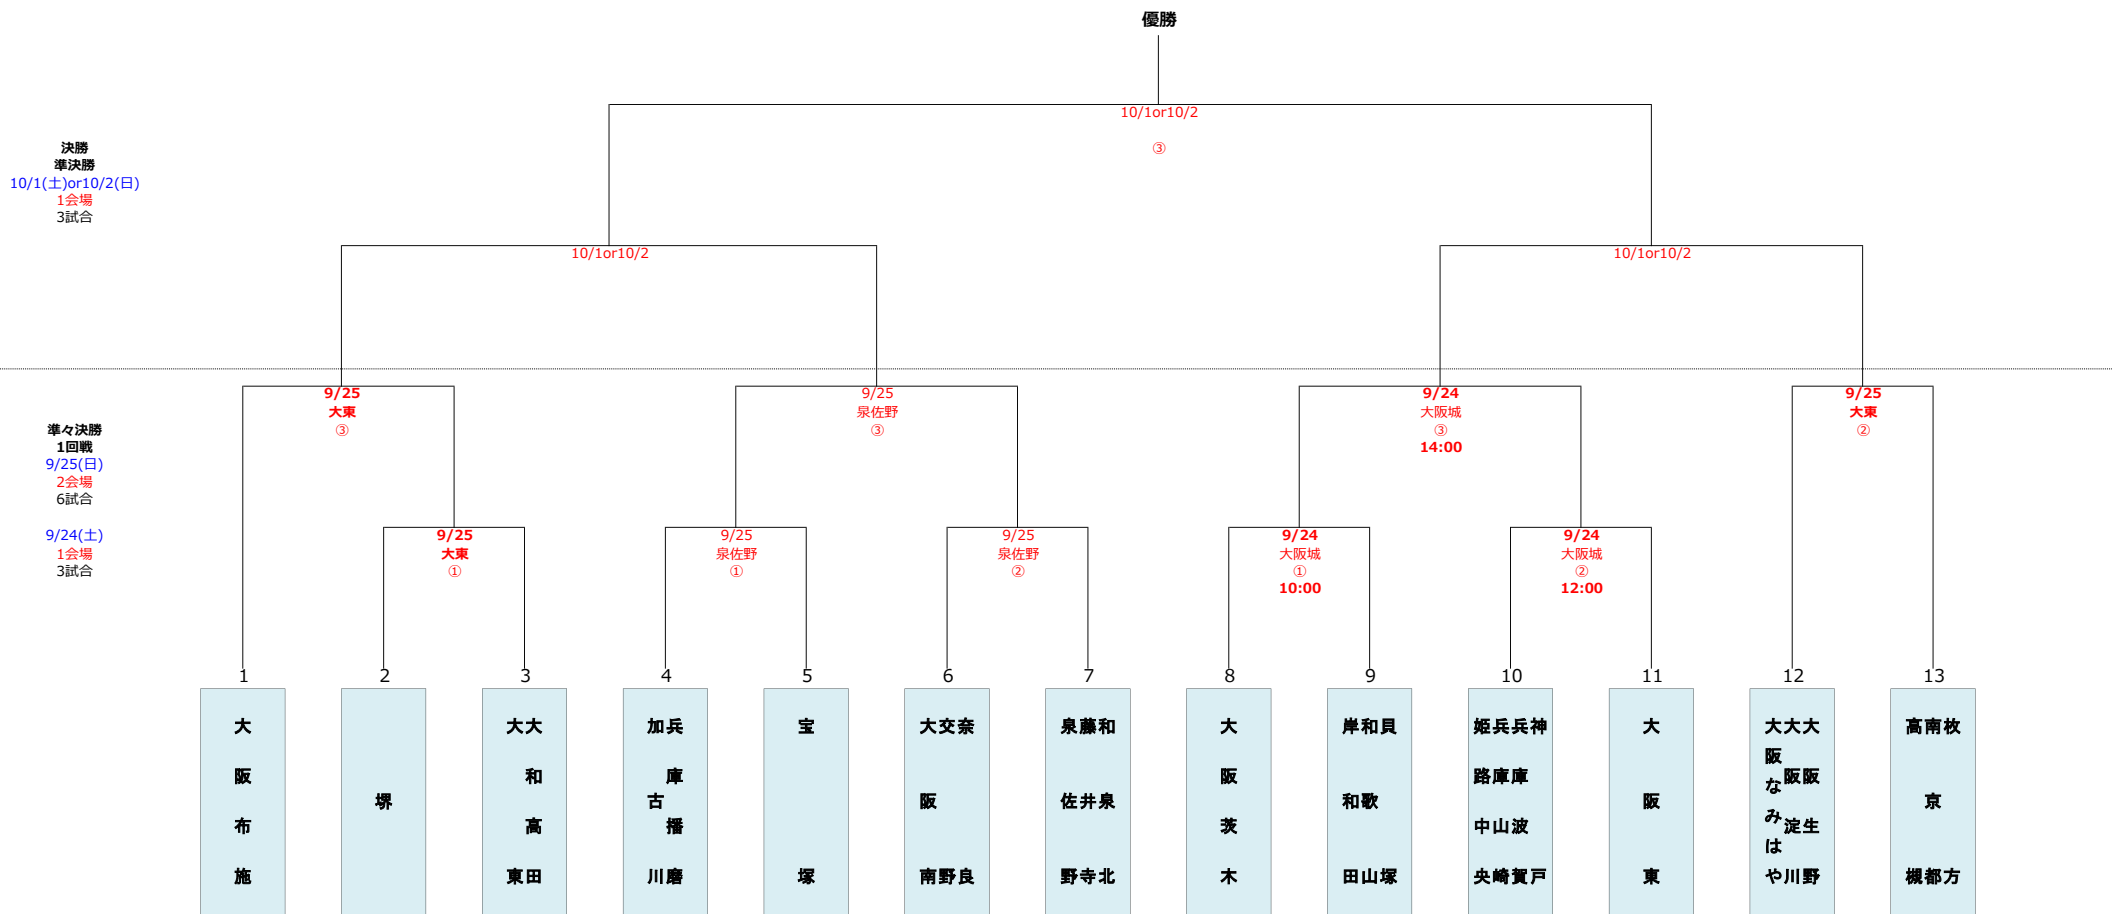 優勝
10/1or10/2
③
決勝
準決勝
10/1(土)or10/2(日)
1会場
3試合
10/1or10/2
10/1or10/2
9/25
大東
③
9/25
泉佐野
③
9/24
大阪城
③
14:00
9/25
大東
②
準々決勝
1回戦
9/25(日)
2会場
6試合
9/24(土)
1会場
3試合
9/25
大東
①
9/25
泉佐野
①
9/25
泉佐野
②
9/24
大阪城
①
10:00
9/24
大阪城
②
12:00
1
2
3
4
5
6
7
8
9
10
11
12
13
大阪布施
堺
大東
大和高田
加古川
兵庫播磨
宝塚
大阪南
交野
奈良
泉佐野
藤井寺
和泉北
大阪茨木
岸和田
和歌山
貝塚
姫路中央
兵庫山崎
兵庫波賀
神戸
大阪東
大阪なみはや
大阪淀川
大阪生野
高槻
南京都
枚方